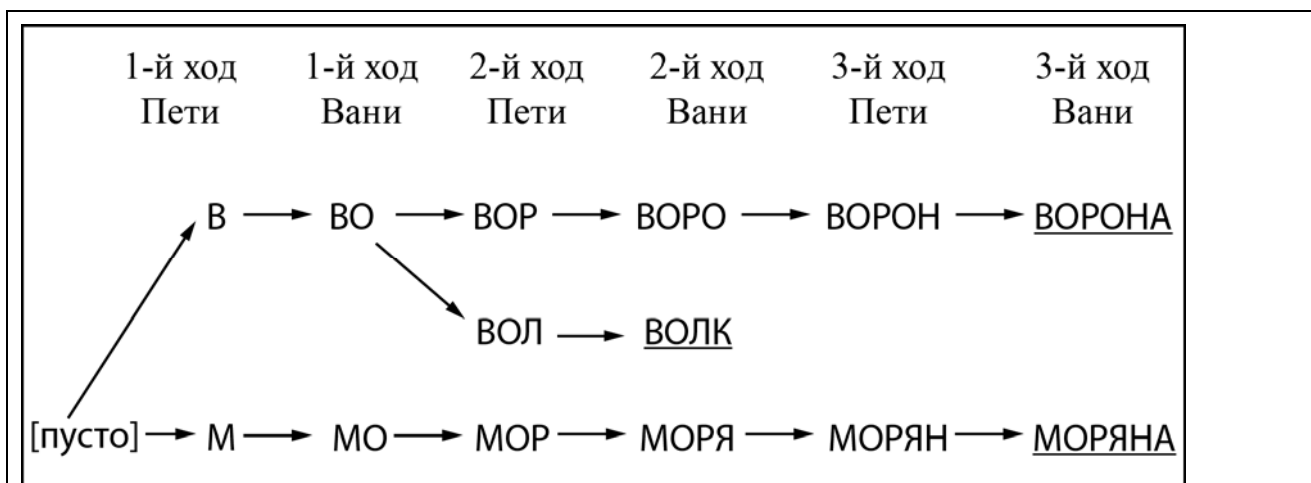 1-й ход 1-й ход 2-й ход 2-й ход 3-й ход 3-й ход
Пети Вани Пети Вани Пети Вани
В ВО ВОР ВОРО ВОРОН ВОРОНА
ВОЛ ВОЛК
[пусто] М МО МОР МОРЯ МОРЯН МОРЯНА